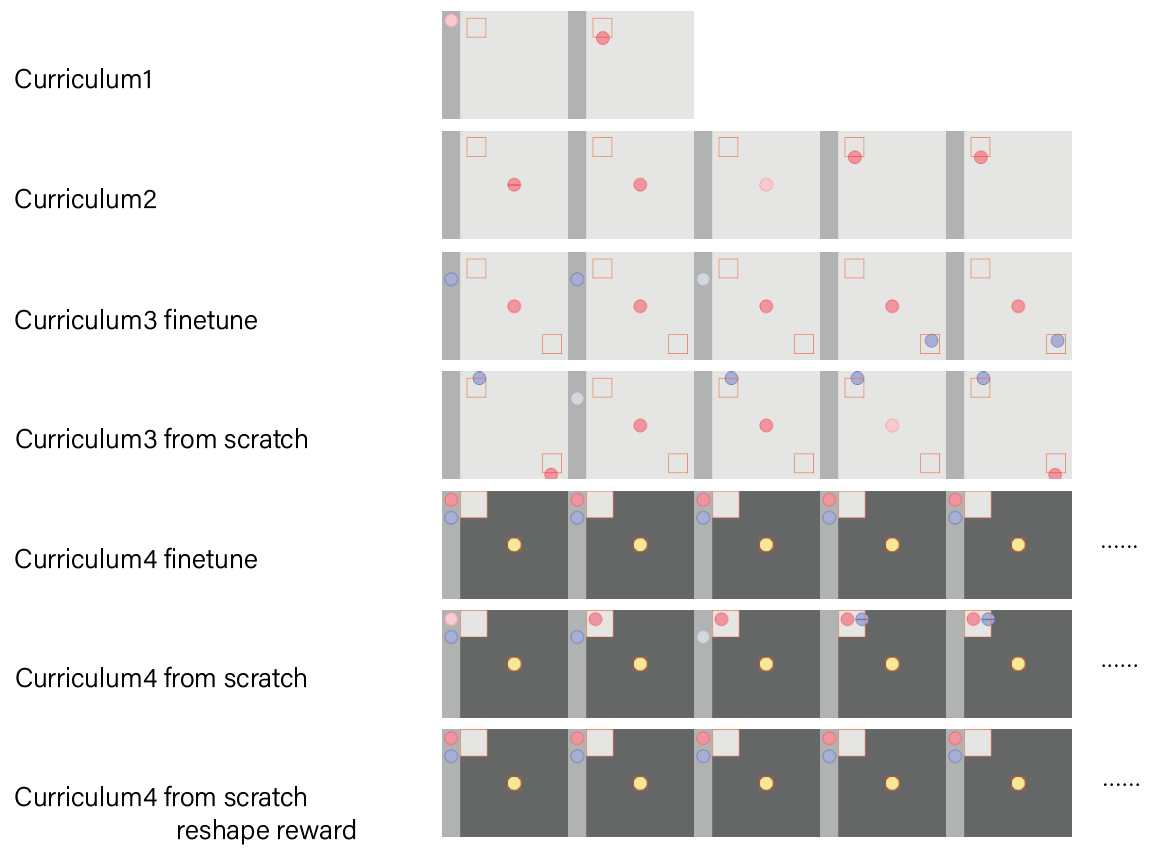 Curriculum1
Curriculum2
Curriculum3 finetune
Curriculum3 from scratch
Curriculum4 finetune
......
Curriculum4 from scratch
......
Curriculum4 from scratch
......
reshape reward